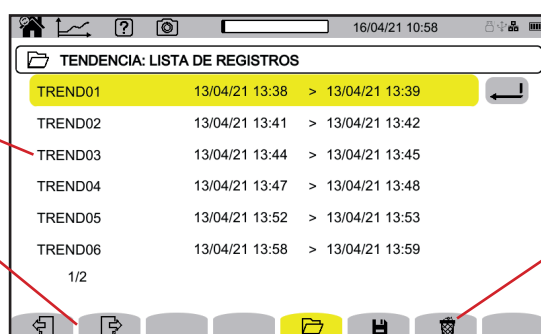 16/04/21 10:58
TENDENCIA: LISTA DE REGISTROS
TREND01 13/04/21 13:38 > 13/04/21 13:39
TREND02 13/04/21 13:41 > 13/04/21 13:42
TREND03 13/04/21 13:44 > 13/04/21 13:45
TREND04 13/04/21 13:47 > 13/04/21 13:48
TREND05 13/04/21 13:52 > 13/04/21 13:53
TREND06 13/04/21 13:58 > 13/04/21 13:59
1/2